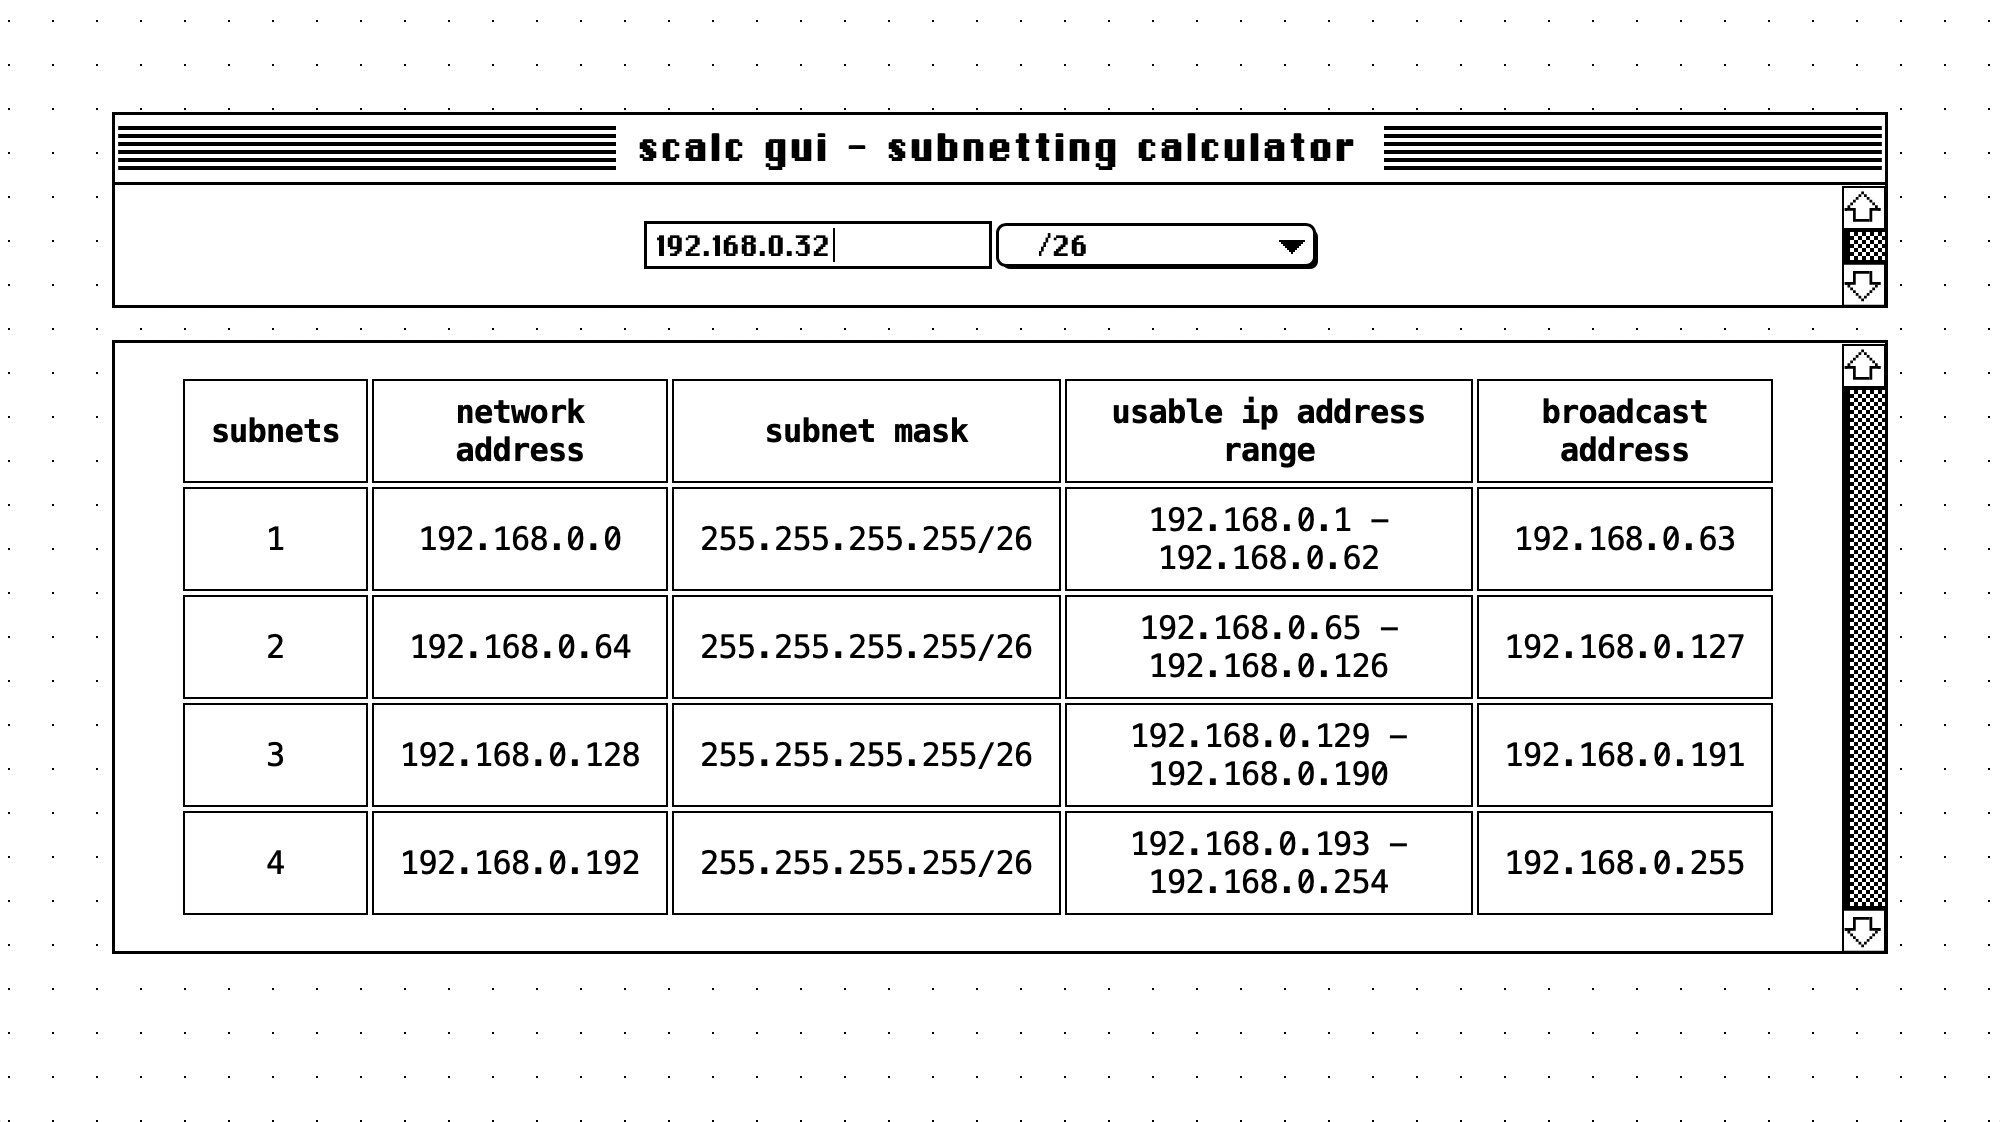 scalc gui - subnetting calculator
192.168.0.32 /26
subnets network address subnet mask usable ip address range broadcast address
1 192.168.0.0 255.255.255.255/26 192.168.0.1 – 192.168.0.62 192.168.0.63
2 192.168.0.64 255.255.255.255/26 192.168.0.65 – 192.168.0.126 192.168.0.127
3 192.168.0.128 255.255.255.255/26 192.168.0.129 – 192.168.0.190 192.168.0.191
4 192.168.0.192 255.255.255.255/26 192.168.0.193 – 192.168.0.254 192.168.0.255